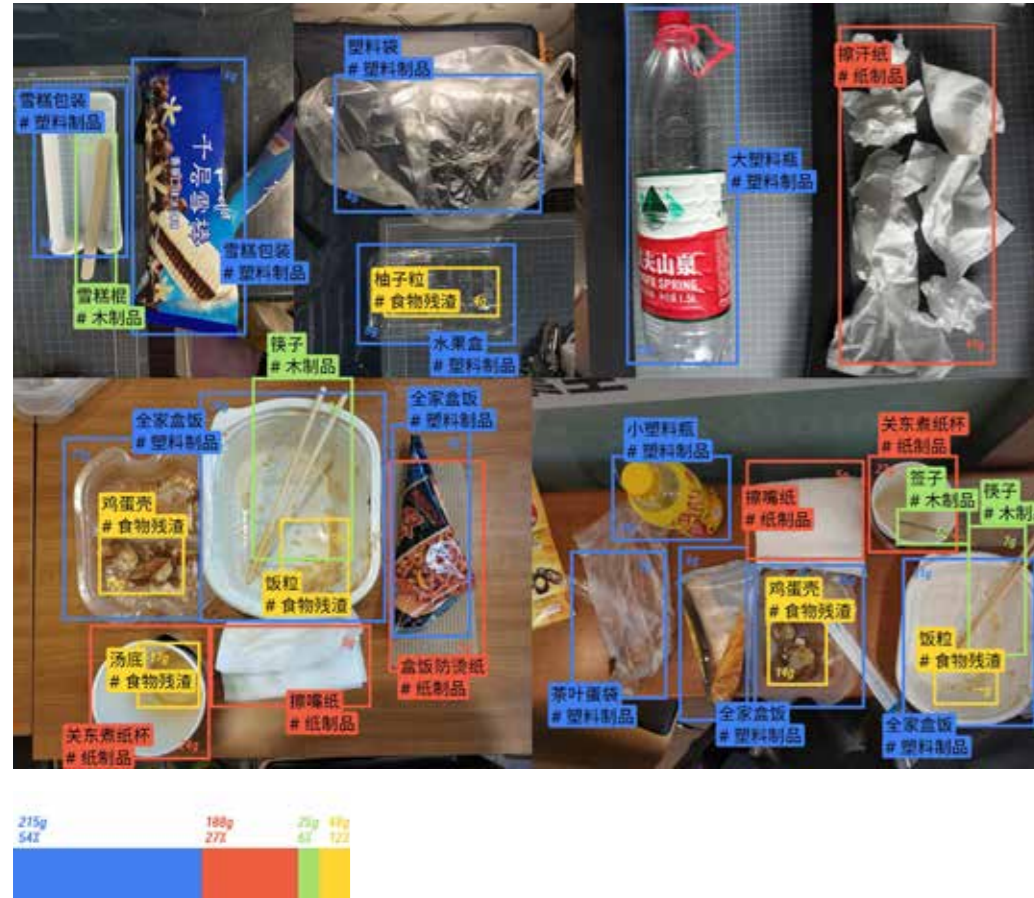 雪糕包装
# 塑料制品
千层雪
雪糕棍
# 木制品
雪糕包装
# 塑料制品
塑料袋
# 塑料制品
柚子粒
# 食物残渣
水果盒
# 塑料制品
大塑料瓶
# 塑料制品
夫山泉
SPRING
1.5L
擦汗纸
# 纸制品
筷子
# 木制品
全家盒饭
# 塑料制品
全家盒饭
# 塑料制品
鸡蛋壳
# 食物残渣
饭粒
# 食物残渣
汤底
# 食物残渣
关东煮纸杯
# 纸制品
擦嘴纸
# 纸制品
盒饭防烫纸
# 纸制品
小塑料瓶
# 塑料制品
擦嘴纸
# 纸制品
关东煮纸杯
# 纸制品
签子
# 木制品
筷子
# 木制
7g
鸡蛋壳
# 食物残渣
14g
饭粒
# 食物残渣
茶叶蛋袋
# 塑料制品
全家盒饭
# 塑料制品
全家盒饭
# 塑料制品
215g
54%
108g
27%
25g
6%
48g
12%